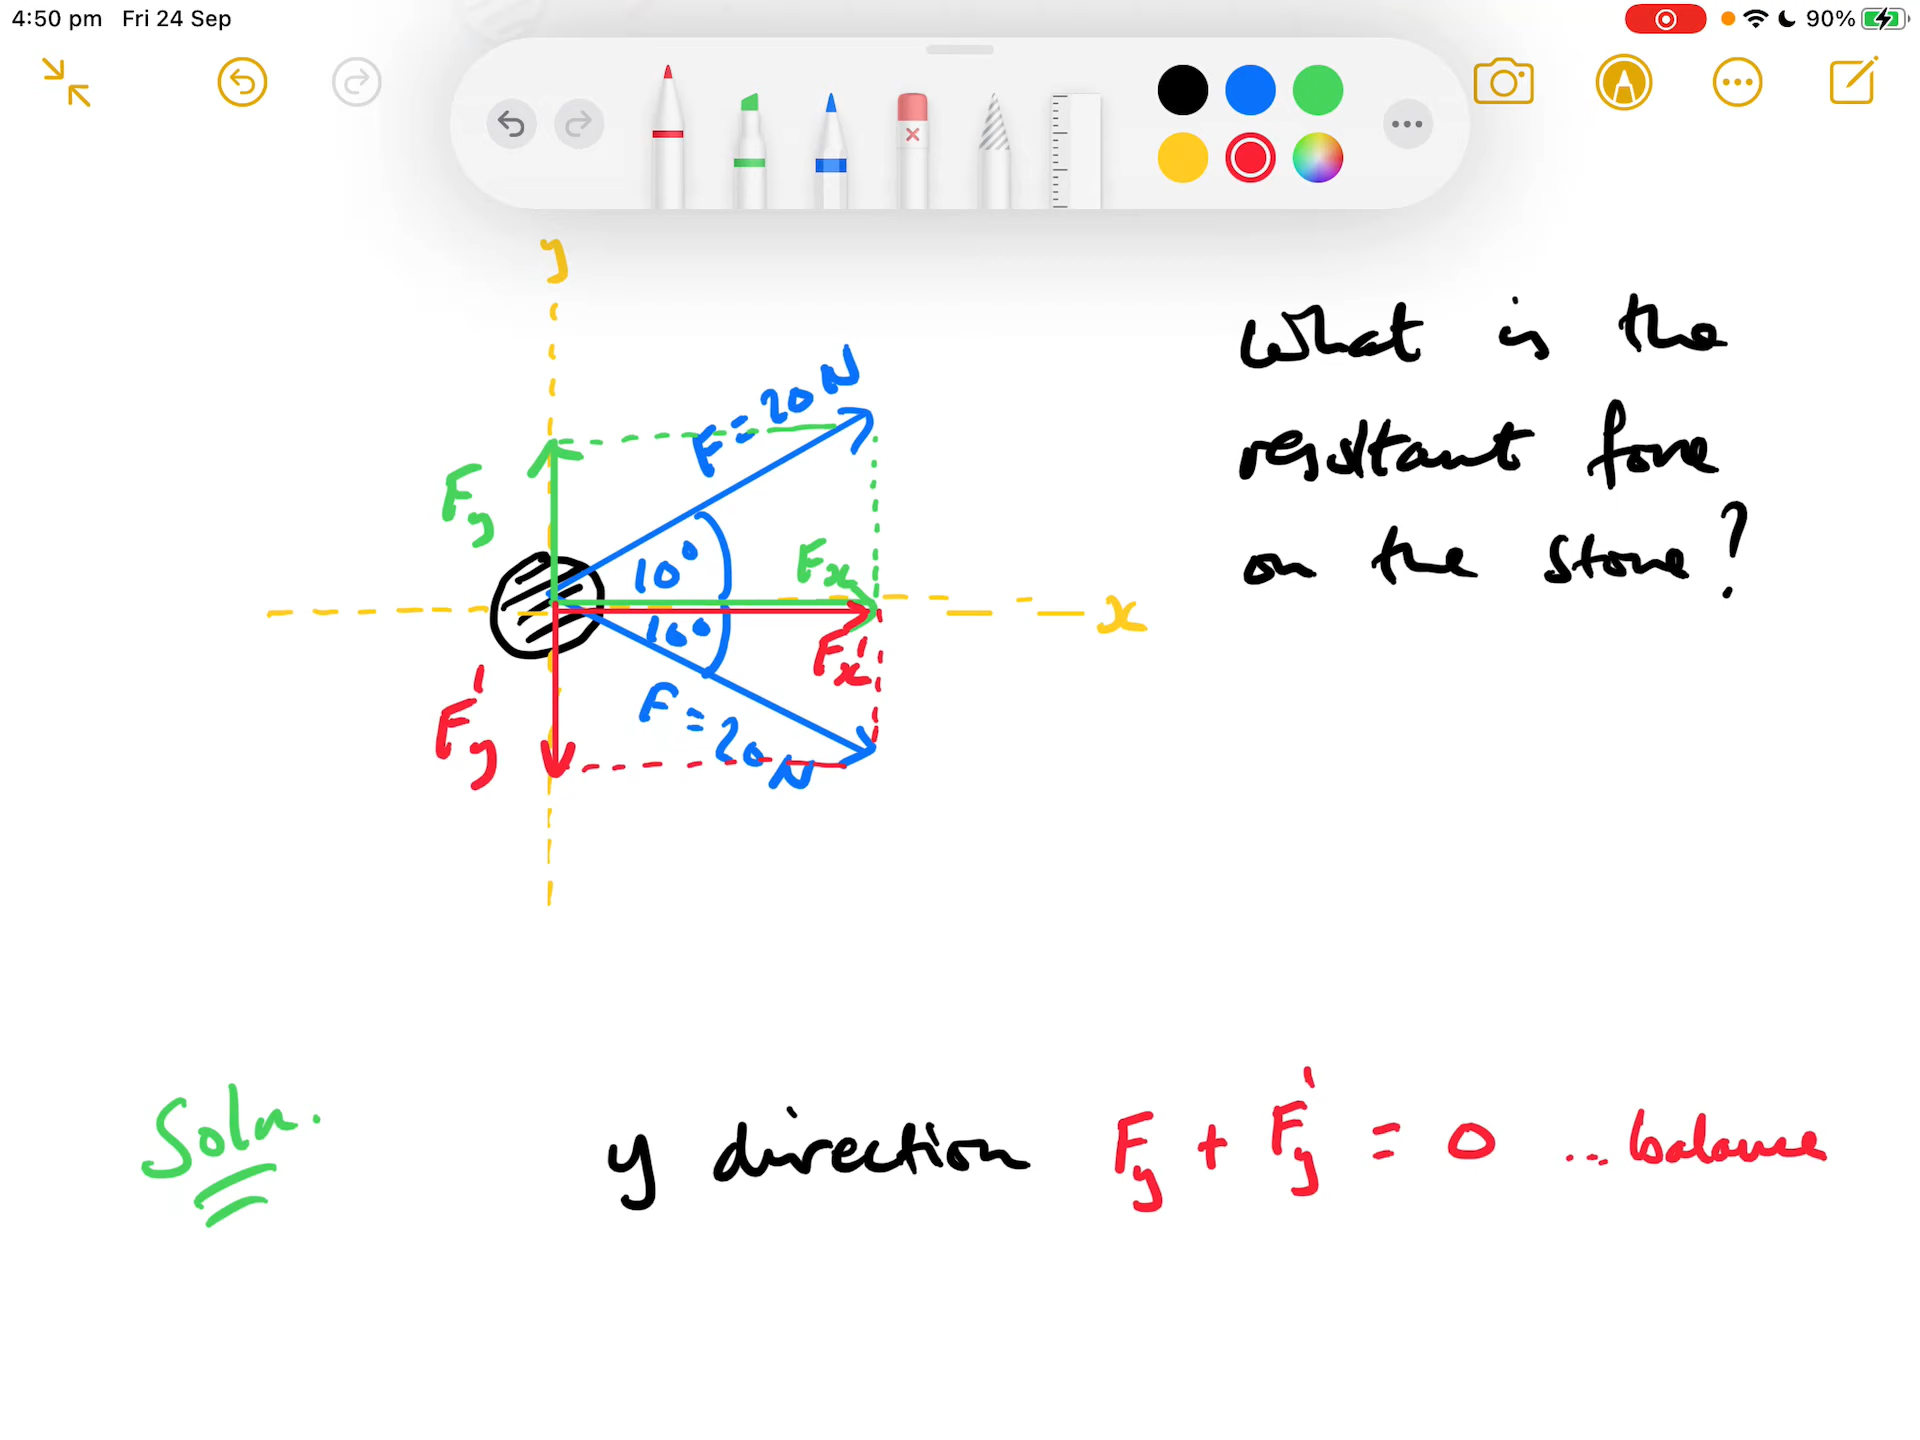 4:50 pm Fri 24 Sep
90%
y
What is the
resultant force
on the stone?
F = 20 N
Fy
10°
Fx
x
10°
Fx'
Fy'
F = 20 N
Soln.
y direction Fy + Fy' = 0 ... balance